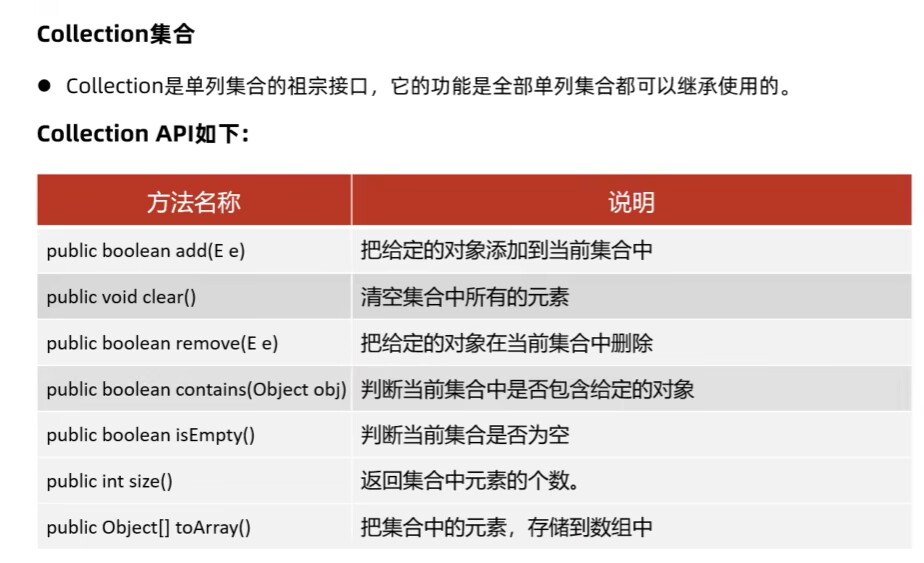 Collection集合
● Collection是单列集合的祖宗接口，它的功能是全部单列集合都可以继承使用的。
Collection API如下：
方法名称 说明
public boolean add(E e) 把给定的对象添加到当前集合中
public void clear() 清空集合中所有的元素
public boolean remove(E e) 把给定的对象在当前集合中删除
public boolean contains(Object obj) 判断当前集合中是否包含给定的对象
public boolean isEmpty() 判断当前集合是否为空
public int size() 返回集合中元素的个数。
public Object[] toArray() 把集合中的元素，存储到数组中